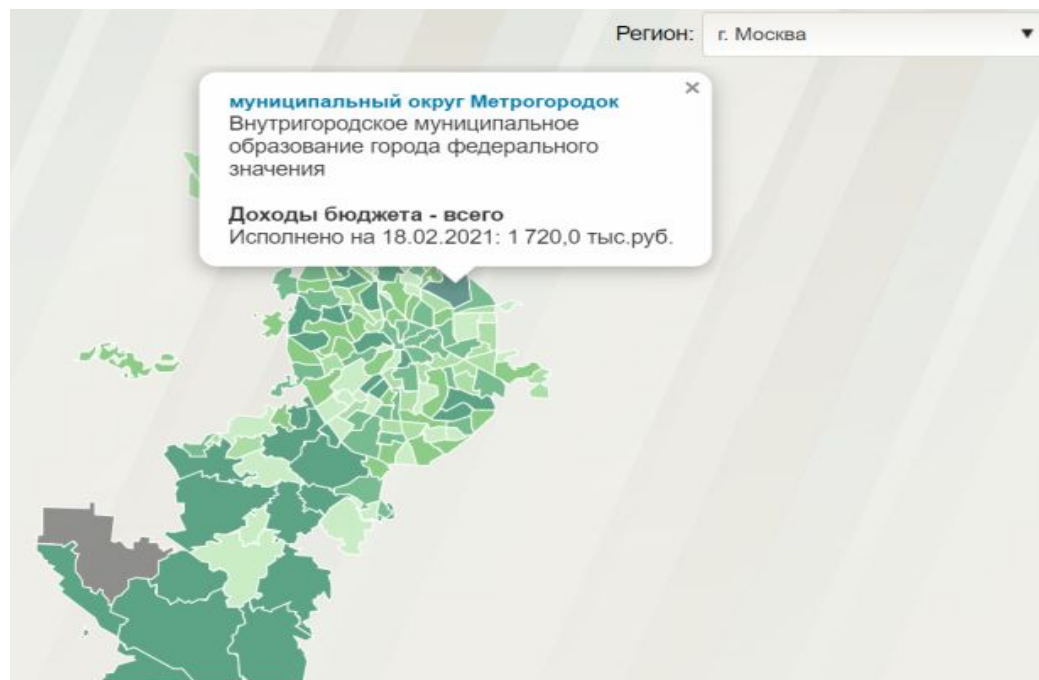 Регион: г. Москва
муниципальный округ Метрогородок
Внутригородское муниципальное
образование города федерального
значения
Доходы бюджета - всего
Исполнено на 18.02.2021: 1 720,0 тыс.руб.